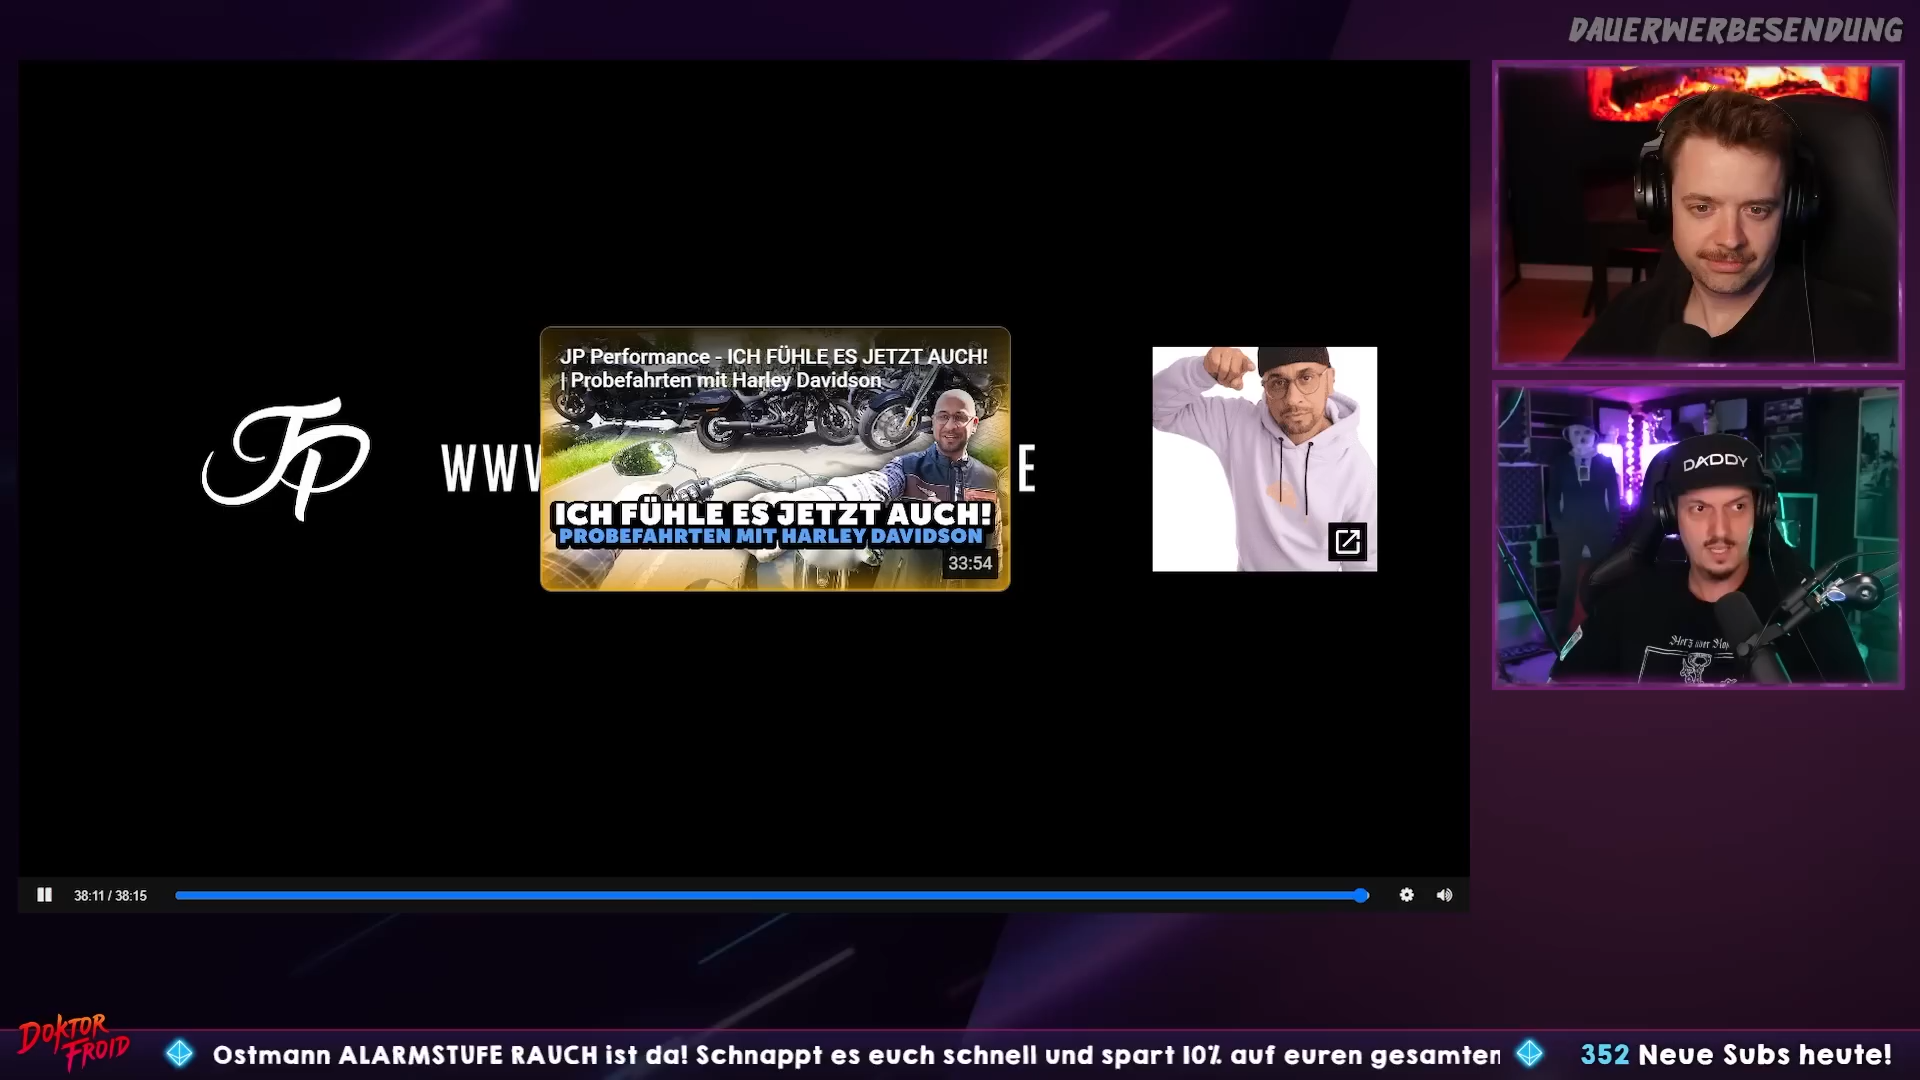 DAUERWERBESENDUNG
JP Performance - ICH FÜHLE ES JETZT AUCH!
| Probefahrten mit Harley Davidson
JP
WWW
E
ICH FÜHLE ES JETZT AUCH!
PROBEFAHRTEN MIT HARLEY DAVIDSON
33:54
DADDY
38:11 / 38:15
DOKTOR
FROID
Ostmann ALARMSTUFE RAUCH ist da! Schnappt es euch schnell und spart 10% auf euren gesamten
352 Neue Subs heute!